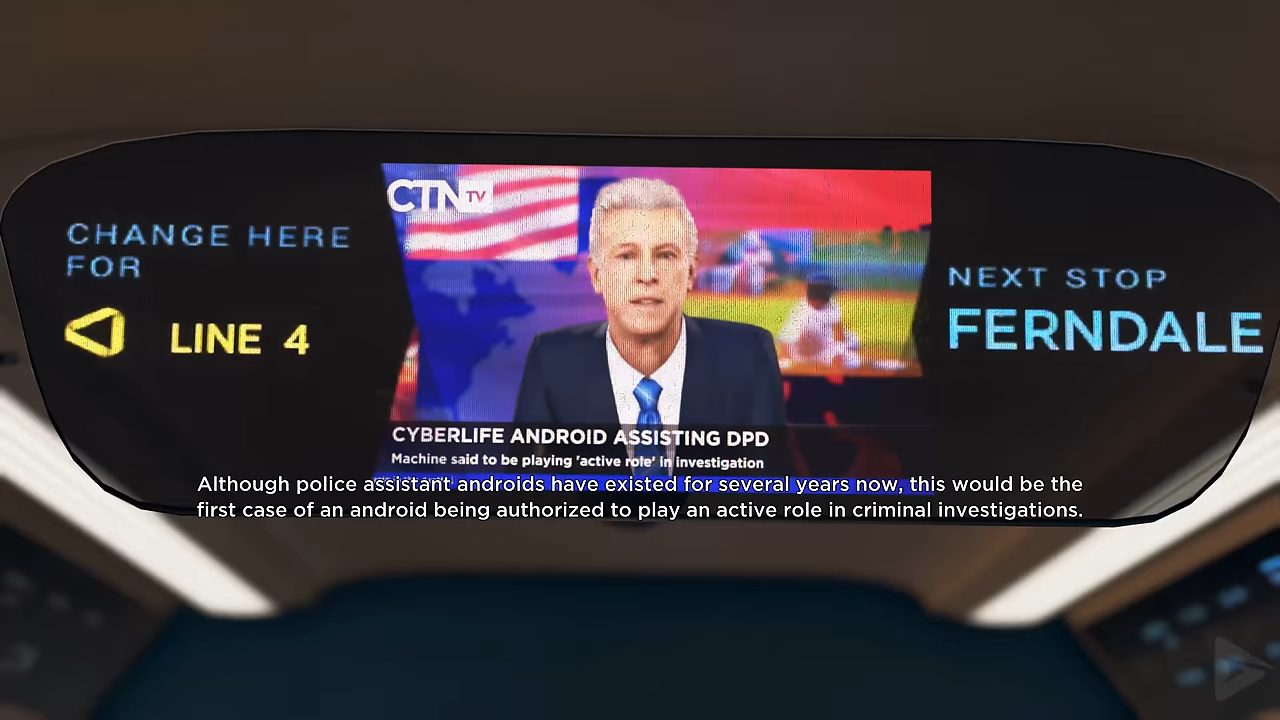 CTN TV
CHANGE HERE
FOR
LINE 4
NEXT STOP
FERNDALE
CYBERLIFE ANDROID ASSISTING DPD
Machine said to be playing 'active role' in investigation
Although police assistant androids have existed for several years now, this would be the
first case of an android being authorized to play an active role in criminal investigations.